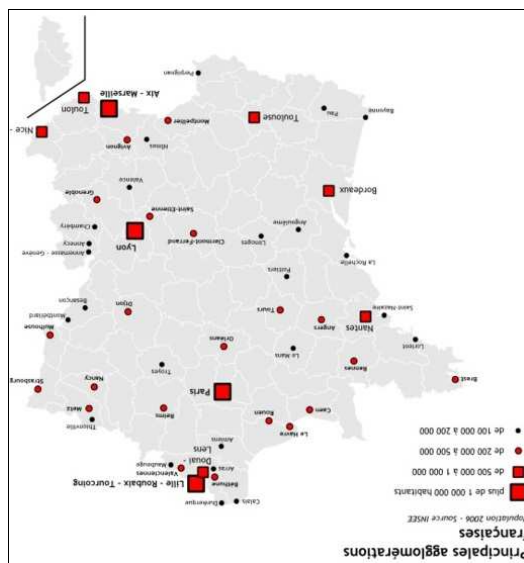 Principales agglomérations
françaises
Population 2006 - Source INSEE
plus de 1 000 000 habitants
de 500 000 à 1 000 000
de 200 000 à 500 000
de 100 000 à 200 000
Calais
Dunkerque
Lille - Roubaix - Tourcoing
Béthune
Arras
Douai -
Lens
Valenciennes
Maubeuge
Amiens
Le Havre
Rouen
Caen
Reims
Thionville
Metz
Paris
Nancy
Strasbourg
Brest
Rennes
Lorient
Le Mans
Orléans
Troyes
Mulhouse
Saint-Nazaire
Nantes
Angers
Tours
Dijon
Montbéliard
Besançon
Poitiers
La Rochelle
Annemasse - Genève
Annecy
Limoges
Angoulême
Clermont-Ferrand
Lyon
Chambéry
Saint-Etienne
Grenoble
Bordeaux
Valence
Bayonne
Pau
Toulouse
Nîmes
Avignon
Montpellier
Nice -
Aix - Marseille
Toulon
Perpignan